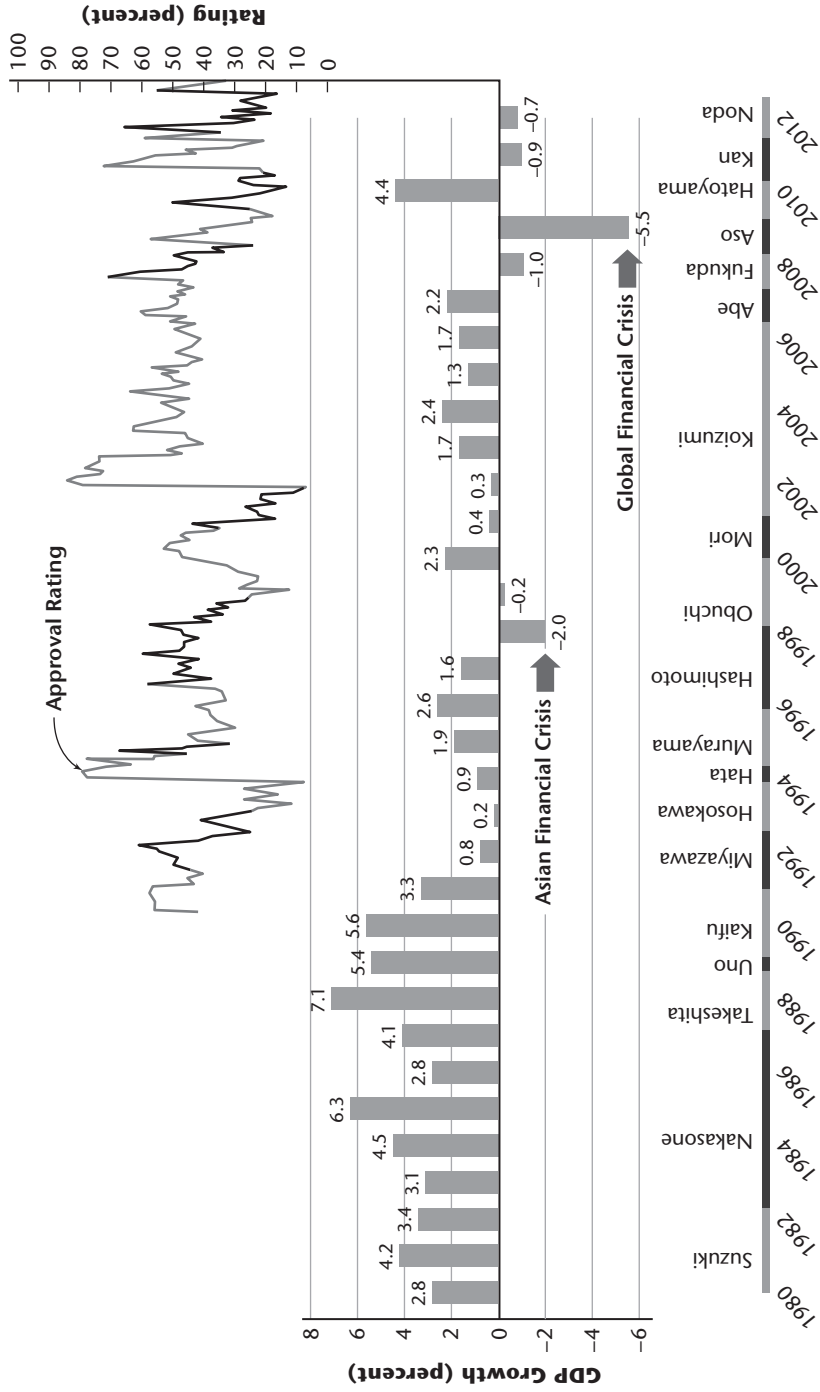 Rating (percent)
100
90
80
70
60
50
40
30
20
10
0
Approval Rating
GDP Growth (percent)
8
6
4
2
0
−2
−4
−6
2.8
4.2
3.4
3.1
4.5
6.3
2.8
4.1
7.1
5.4
5.6
3.3
0.8
0.2
0.9
1.9
2.6
1.6
−2.0
−0.2
2.3
0.4
0.3
1.7
2.4
1.3
1.7
2.2
−1.0
−5.5
4.4
−0.9
−0.7
Asian Financial Crisis
Global Financial Crisis
Suzuki
Nakasone
Takeshita
Uno
Kaifu
Miyazawa
Hosokawa
Hata
Murayama
Hashimoto
Obuchi
Mori
Koizumi
Abe
Fukuda
Aso
Hatoyama
Kan
Noda
1980
1982
1984
1986
1988
1990
1992
1994
1996
1998
2000
2002
2004
2006
2008
2010
2012